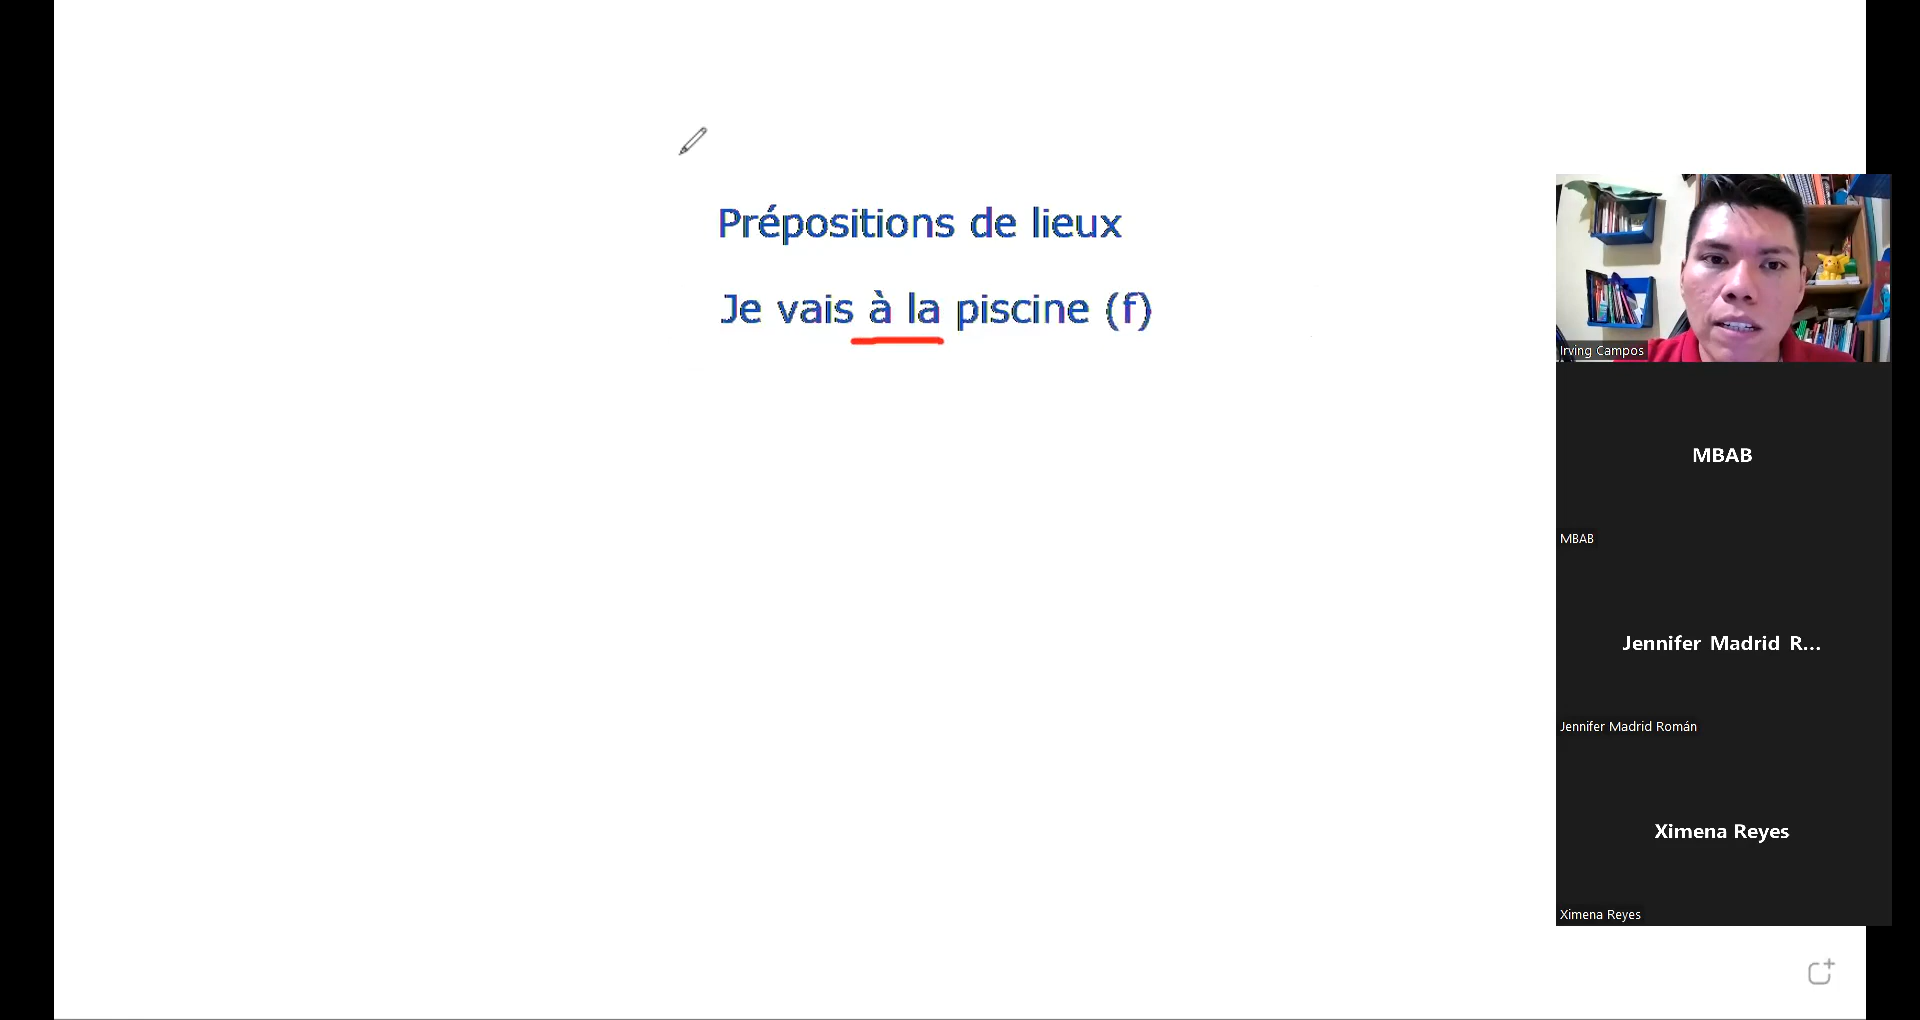 Prépositions de lieux
Je vais à la piscine (f)
Irving Campos
MBAB
MBAB
Jennifer Madrid R...
Jennifer Madrid Román
Ximena Reyes
Ximena Reyes